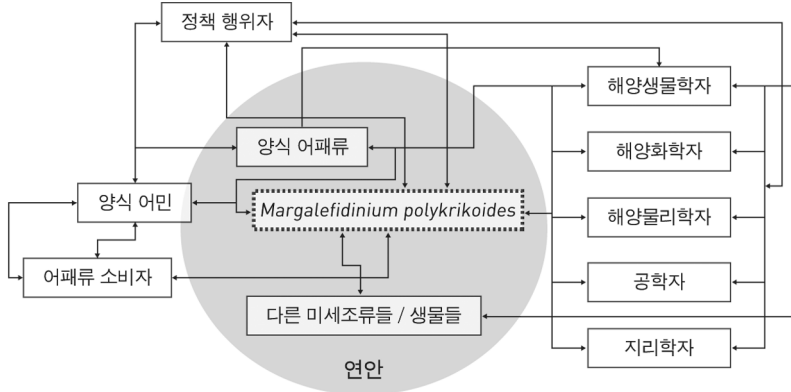 정책 행위자
해양생물학자
양식 어패류
해양화학자
양식 어민
Margalefidinium polykrikoides
해양물리학자
어패류 소비자
공학자
다른 미세조류들 / 생물들
지리학자
연안